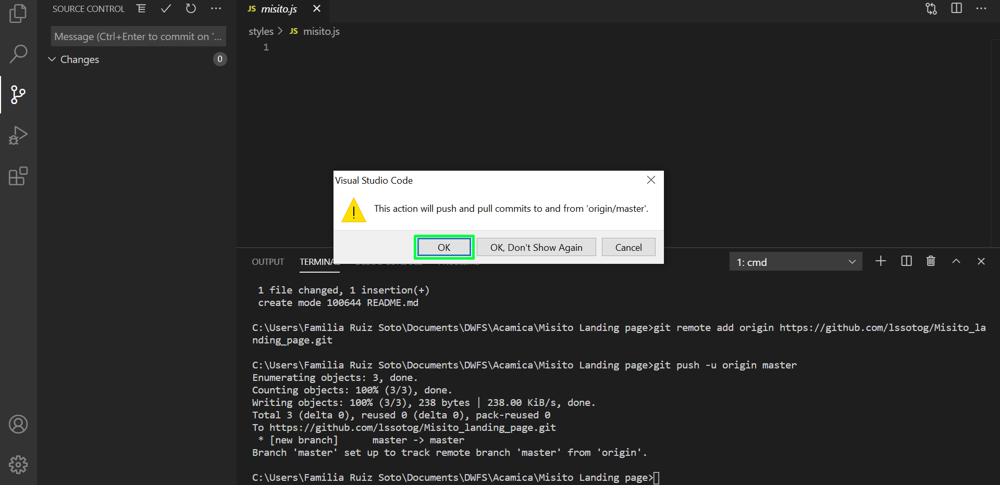 SOURCE CONTROL
Message (Ctrl+Enter to commit on '...
Changes
0
JS misito.js
styles > JS misito.js
1
Visual Studio Code
This action will push and pull commits to and from 'origin/master'.
OK
OK, Don't Show Again
Cancel
OUTPUT
TERMINAL
DEBUG CONSOLE
PROBLEMS
1: cmd
1 file changed, 1 insertion(+)
create mode 100644 README.md
C:\Users\Familia Ruiz Soto\Documents\DWFS\Acamica\Misito Landing page>git remote add origin https://github.com/lssotog/Misito_la
nding_page.git
C:\Users\Familia Ruiz Soto\Documents\DWFS\Acamica\Misito Landing page>git push -u origin master
Enumerating objects: 3, done.
Counting objects: 100% (3/3), done.
Writing objects: 100% (3/3), 238 bytes | 238.00 KiB/s, done.
Total 3 (delta 0), reused 0 (delta 0), pack-reused 0
To https://github.com/lssotog/Misito_landing_page.git
* [new branch]      master -> master
Branch 'master' set up to track remote branch 'master' from 'origin'.
C:\Users\Familia Ruiz Soto\Documents\DWFS\Acamica\Misito Landing page>